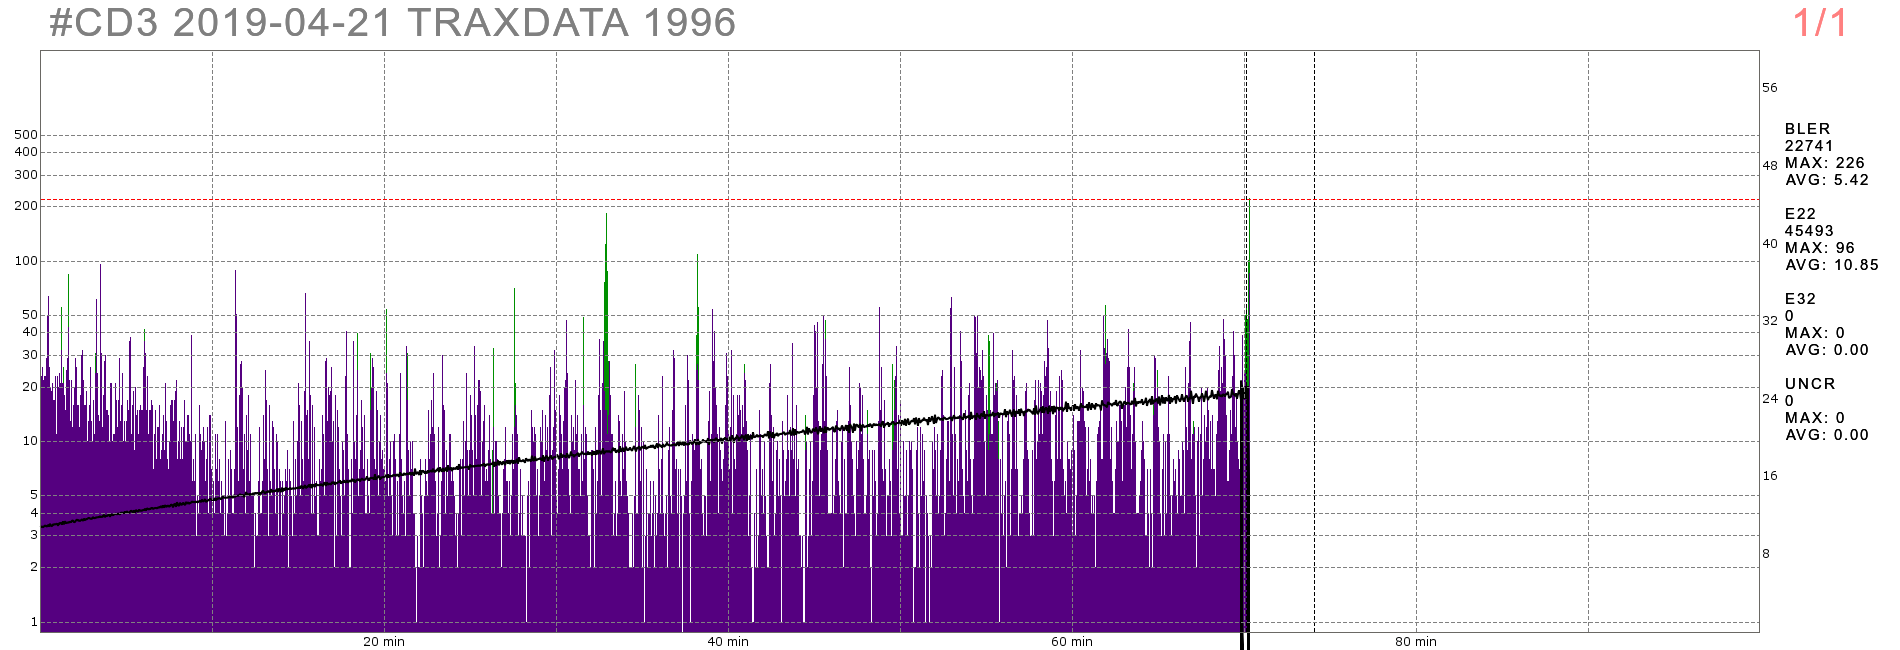 #CD3 2019-04-21 TRAXDATA 1996
1/1
56
500
400
300
200
100
50
40
30
20
10
5
4
3
2
1
48
40
32
24
16
8
BLER
22741
MAX: 226
AVG: 5.42
E22
45493
MAX: 96
AVG: 10.85
E32
0
MAX: 0
AVG: 0.00
UNCR
0
MAX: 0
AVG: 0.00
20 min
40 min
60 min
80 min